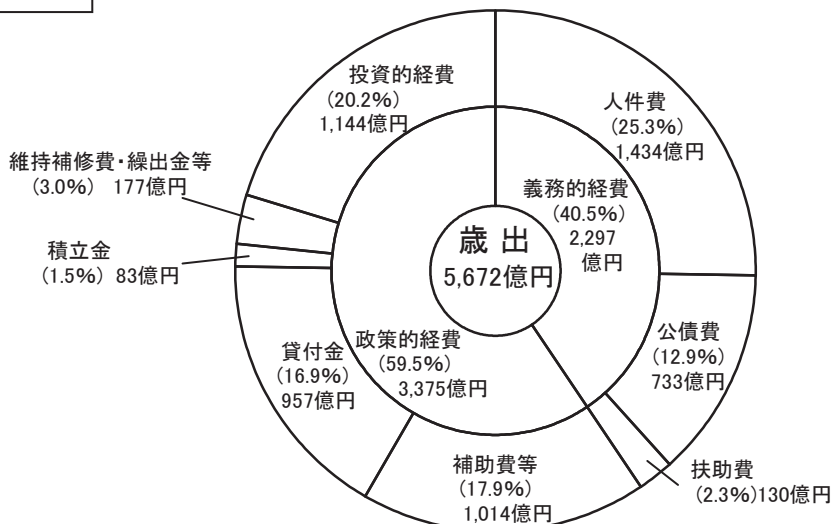 歳出
5,672億円
義務的経費
(40.5%)
2,297
億円
政策的経費
(59.5%)
3,375億円
人件費
(25.3%)
1,434億円
公債費
(12.9%)
733億円
扶助費
(2.3%)130億円
補助費等
(17.9%)
1,014億円
貸付金
(16.9%)
957億円
積立金
(1.5%) 83億円
維持補修費・繰出金等
(3.0%) 177億円
投資的経費
(20.2%)
1,144億円